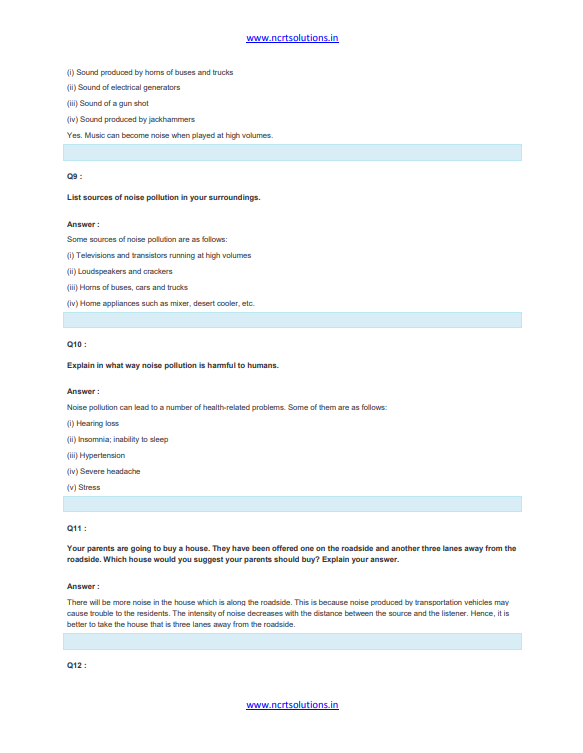 www.ncrtsolutions.in
(i) Sound produced by horns of buses and trucks
(ii) Sound of electrical generators
(iii) Sound of a gun shot
(iv) Sound produced by jackhammers
Yes. Music can become noise when played at high volumes.
Q9 :
List sources of noise pollution in your surroundings.
Answer :
Some sources of noise pollution are as follows:
(i) Televisions and transistors running at high volumes
(ii) Loudspeakers and crackers
(iii) Horns of buses, cars and trucks
(iv) Home appliances such as mixer, desert cooler, etc.
Q10 :
Explain in what way noise pollution is harmful to humans.
Answer :
Noise pollution can lead to a number of health-related problems. Some of them are as follows:
(i) Hearing loss
(ii) Insomnia; inability to sleep
(iii) Hypertension
(iv) Severe headache
(v) Stress
Q11 :
Your parents are going to buy a house. They have been offered one on the roadside and another three lanes away from the
roadside. Which house would you suggest your parents should buy? Explain your answer.
Answer :
There will be more noise in the house which is along the roadside. This is because noise produced by transportation vehicles may
cause trouble to the residents. The intensity of noise decreases with the distance between the source and the listener. Hence, it is
better to take the house that is three lanes away from the roadside.
Q12 :
www.ncrtsolutions.in